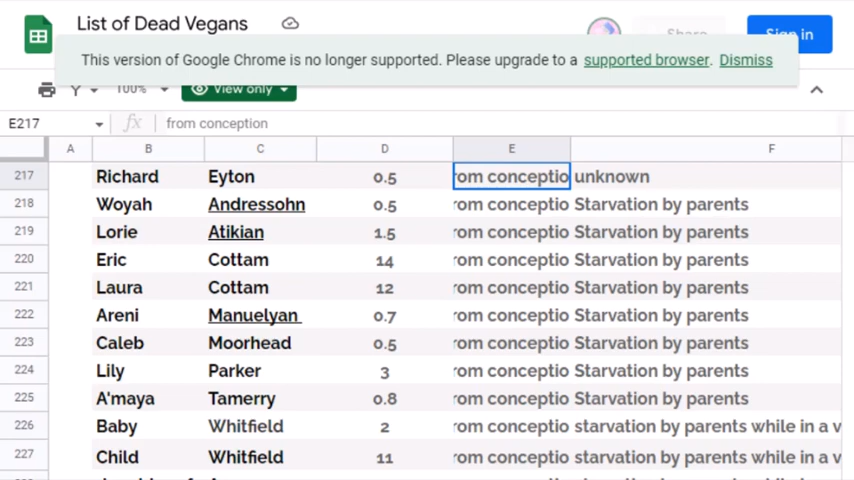 List of Dead Vegans
Share
Sign in
This version of Google Chrome is no longer supported. Please upgrade to a supported browser. Dismiss
100% View only
E217 fx from conception
A B C D E F
217 Richard Eyton 0.5 rom conceptio unknown
218 Woyah Andressohn 0.5 rom conceptio Starvation by parents
219 Lorie Atikian 1.5 rom conceptio Starvation by parents
220 Eric Cottam 14 rom conceptio Starvation by parents
221 Laura Cottam 12 rom conceptio Starvation by parents
222 Areni Manuelyan 0.7 rom conceptio Starvation by parents
223 Caleb Moorhead 0.5 rom conceptio Starvation by parents
224 Lily Parker 3 rom conceptio Starvation by parents
225 A'maya Tamerry 0.8 rom conceptio Starvation by parents
226 Baby Whitfield 2 rom conceptio starvation by parents while in a v
227 Child Whitfield 11 rom conceptio starvation by parents while in a v